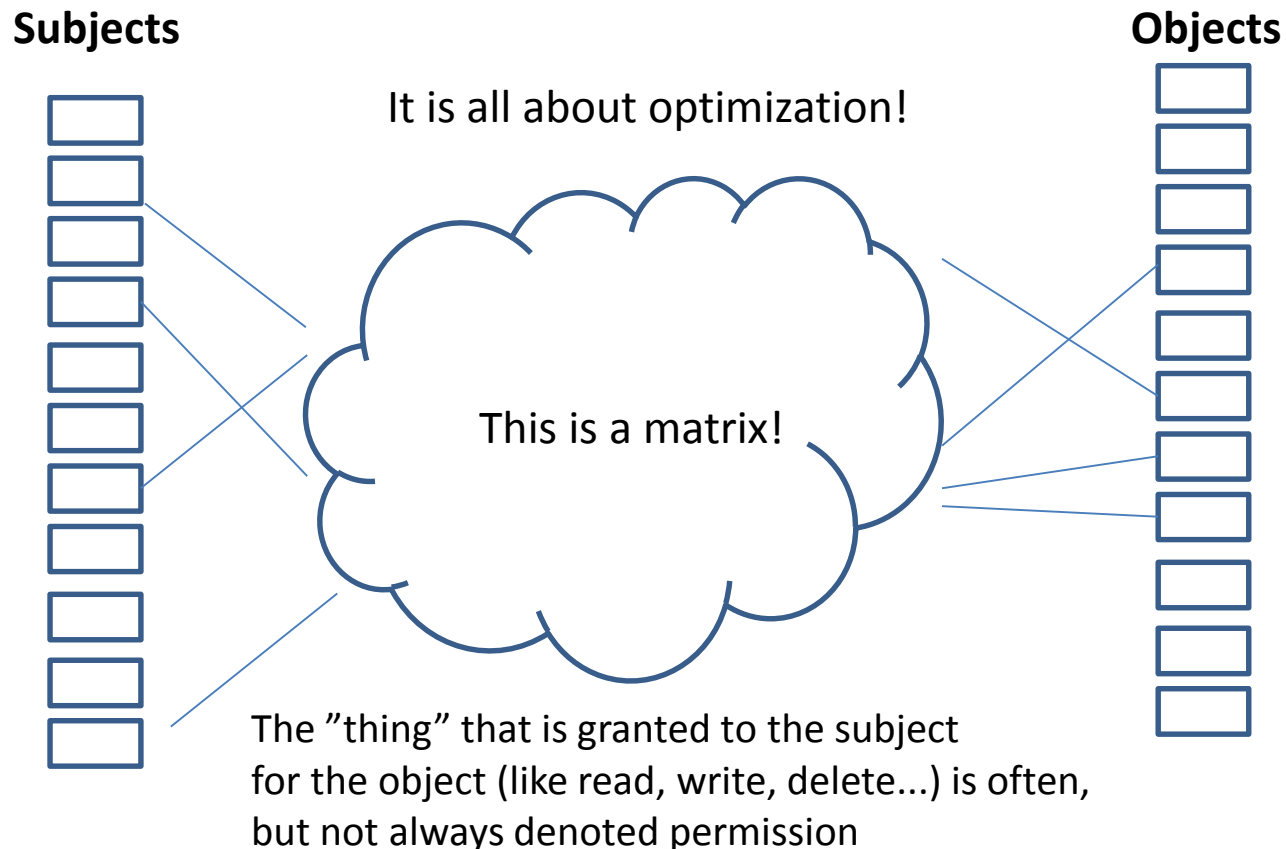 Subjects
Objects
It is all about optimization!
This is a matrix!
The ”thing” that is granted to the subject
for the object (like read, write, delete...) is often,
but not always denoted permission